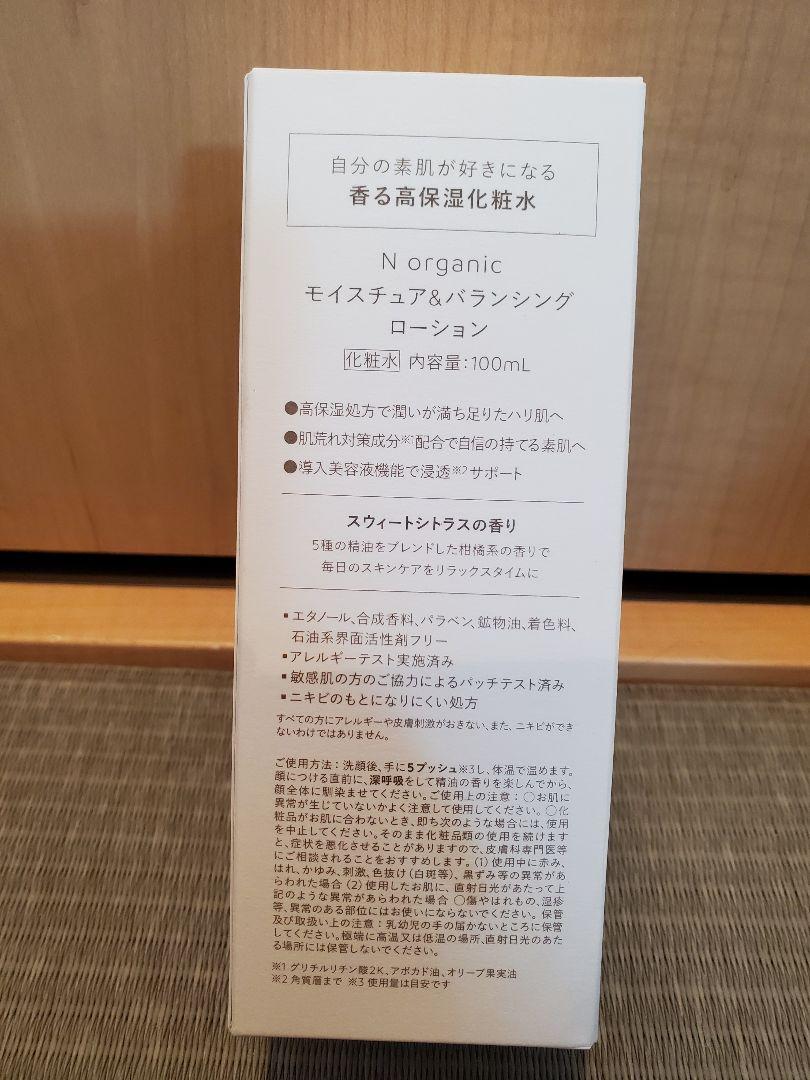 自分の素肌が好きになる
香る高保湿化粧水
N organic
モイスチュア&バランシング
ローション
化粧水 内容量:100mL
●高保湿処方で潤いが満ち足りたハリ肌へ
●肌荒れ対策成分※1配合で自信の持てる素肌へ
●導入美容液機能で浸透※2サポート
スウィートシトラスの香り
5種の精油をブレンドした柑橘系の香りで
毎日のスキンケアをリラックスタイムに
▪エタノール、合成香料、パラベン、鉱物油、着色料、
石油系界面活性剤フリー
▪アレルギーテスト実施済み
▪敏感肌の方のご協力によるパッチテスト済み
▪ニキビのもとになりにくい処方
すべての方にアレルギーや皮膚刺激がおきない、また、ニキビができ
ないわけではありません。
ご使用方法:洗顔後、手に5プッシュ※3し、体温で温めます。
顔につける直前に、深呼吸をして精油の香りを楽しんでから、
顔全体に馴染ませてください。ご使用上の注意:〇お肌に
異常が生じていないかよく注意して使用してください。〇化
粧品がお肌に合わないとき、即ち次のような場合には、使用
を中止してください。そのまま化粧品類の使用を続けます
と、症状を悪化させることがありますので、皮膚科専門医等
にご相談されることをおすすめします。(1)使用中に赤み、
はれ、かゆみ、刺激、色抜け(白斑等)、黒ずみ等の異常があ
らわれた場合(2)使用したお肌に、直射日光があたって上
記のような異常があらわれた場合 〇傷やはれもの、湿疹
等、異常のある部位にはお使いにならないでください。保管
及び取扱い上の注意:乳幼児の手の届かないところに保管
してください。極端に高温又は低温の場所、直射日光のあた
る場所には保管しないでください。
※1 グリチルリチン酸2K、アボカド油、オリーブ果実油
※2 角質層まで ※3 使用量は目安です